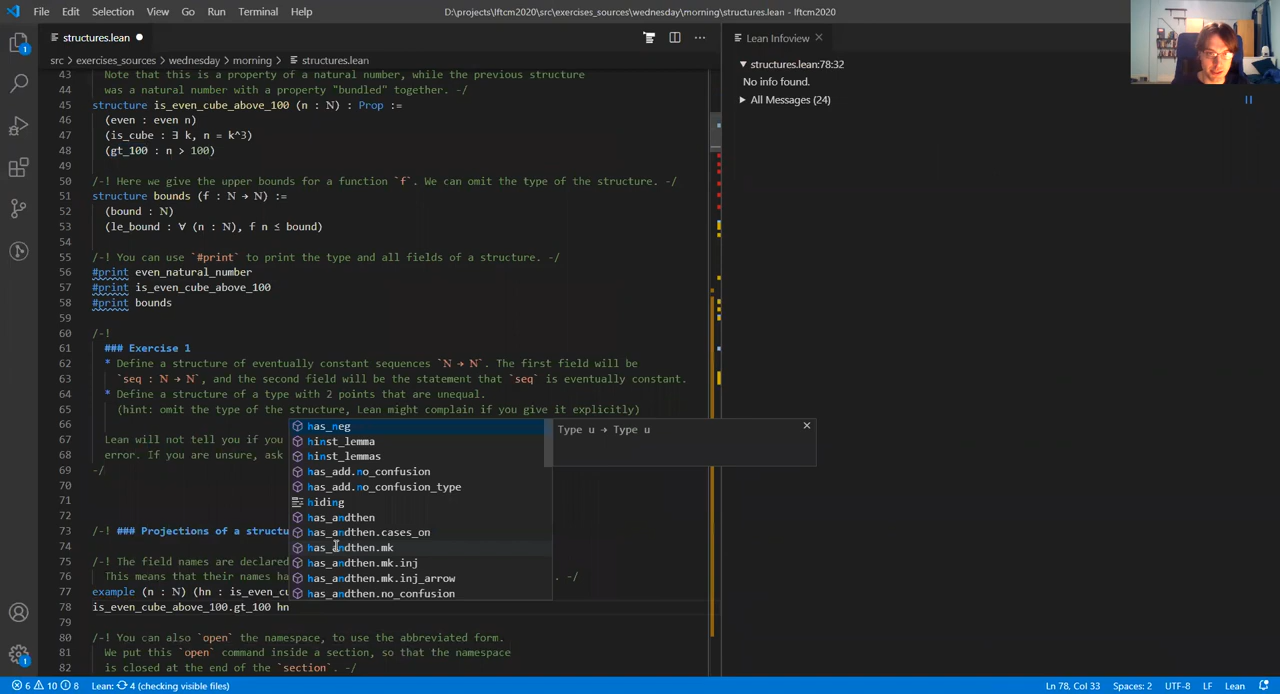 File Edit Selection View Go Run Terminal Help
D:\projects\lftcm2020\src\exercises_sources\wednesday\morning\structures.lean - lftcm2020
structures.lean
src > exercises_sources > wednesday > morning > structures.lean
43 Note that this is a property of a natural number, while the previous structure
44 was a natural number with a property "bundled" together. -/
45 structure is_even_cube_above_100 (n : ℕ) : Prop :=
46 (even : even n)
47 (is_cube : ∃ k, n = k^3)
48 (gt_100 : n > 100)
49
50 /-! Here we give the upper bounds for a function `f`. We can omit the type of the structure. -/
51 structure bounds (f : ℕ → ℕ) :=
52 (bound : ℕ)
53 (le_bound : ∀ (n : ℕ), f n ≤ bound)
54
55 /-! You can use `#print` to print the type and all fields of a structure. -/
56 #print even_natural_number
57 #print is_even_cube_above_100
58 #print bounds
59
60 /-!
61 ### Exercise 1
62 * Define a structure of eventually constant sequences `ℕ → ℕ`. The first field will be
63 `seq : ℕ → ℕ`, and the second field will be the statement that `seq` is eventually constant.
64 * Define a structure of a type with 2 points that are unequal.
65 (hint: omit the type of the structure, Lean might complain if you give it explicitly)
66
67 Lean will not tell you if you
68 error. If you are unsure, ask
69 -/
70
71
72
73 /-! ### Projections of a structu
74
75 /-! The field names are declared
76 This means that their names ha . -/
77 example (n : ℕ) (hn : is_even_cu
78 is_even_cube_above_100.gt_100 hn
80 /-! You can also `open` the namespace, to use the abbreviated form.
81 We put this `open` command inside a section, so that the namespace
82 is closed at the end of the `section`. -/
has_neg
hinst_lemma
hinst_lemmas
has_add.no_confusion
has_add.no_confusion_type
hiding
has_andthen
has_andthen.cases_on
has_andthen.mk
has_andthen.mk.inj
has_andthen.mk.inj_arrow
has_andthen.no_confusion
Type u → Type u
Lean Infoview
structures.lean:78:32
No info found.
All Messages (24)
1
1
6 10 8 Lean: 4 (checking visible files)
Ln 78, Col 33 Spaces: 2 UTF-8 LF Lean